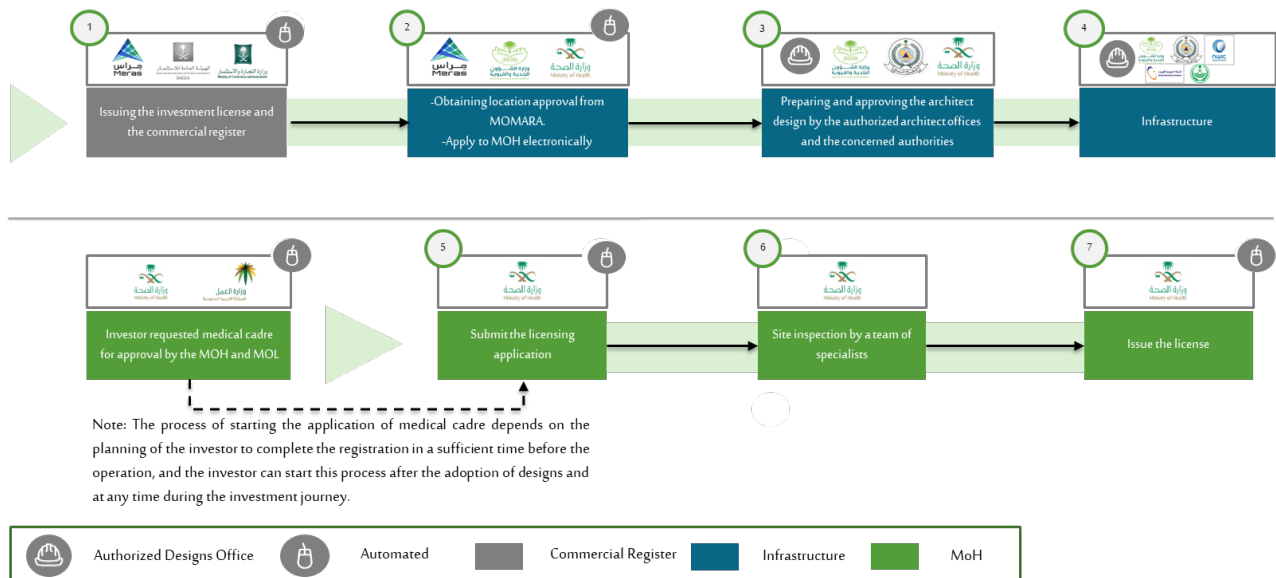 1
2
3
4
مراس
Meras
الهيئة العامة للاستثمار
SAGIA
وزارة التجارة والاستثمار
مراس
Meras
وزارة الصحة
Ministry of Health
وزارة الصحة
Ministry of Health
nwc
Issuing the investment license and
the commercial register
-Obtaining location approval from
MOMARA.
-Apply to MOH electronically
Preparing and approving the architect
design by the authorized architect offices
and the concerned authorities
Infrastructure
5
6
7
وزارة الصحة
Ministry of Health
وزارة العمل
وزارة الصحة
Ministry of Health
وزارة الصحة
Ministry of Health
وزارة الصحة
Ministry of Health
Investor requested medical cadre
for approval by the MOH and MOL
Submit the licensing
application
Site inspection by a team of
specialists
Issue the license
Note: The process of starting the application of medical cadre depends on the
planning of the investor to complete the registration in a sufficient time before the
operation, and the investor can start this process after the adoption of designs and
at any time during the investment journey.
Authorized Designs Office
Automated
Commercial Register
Infrastructure
MoH